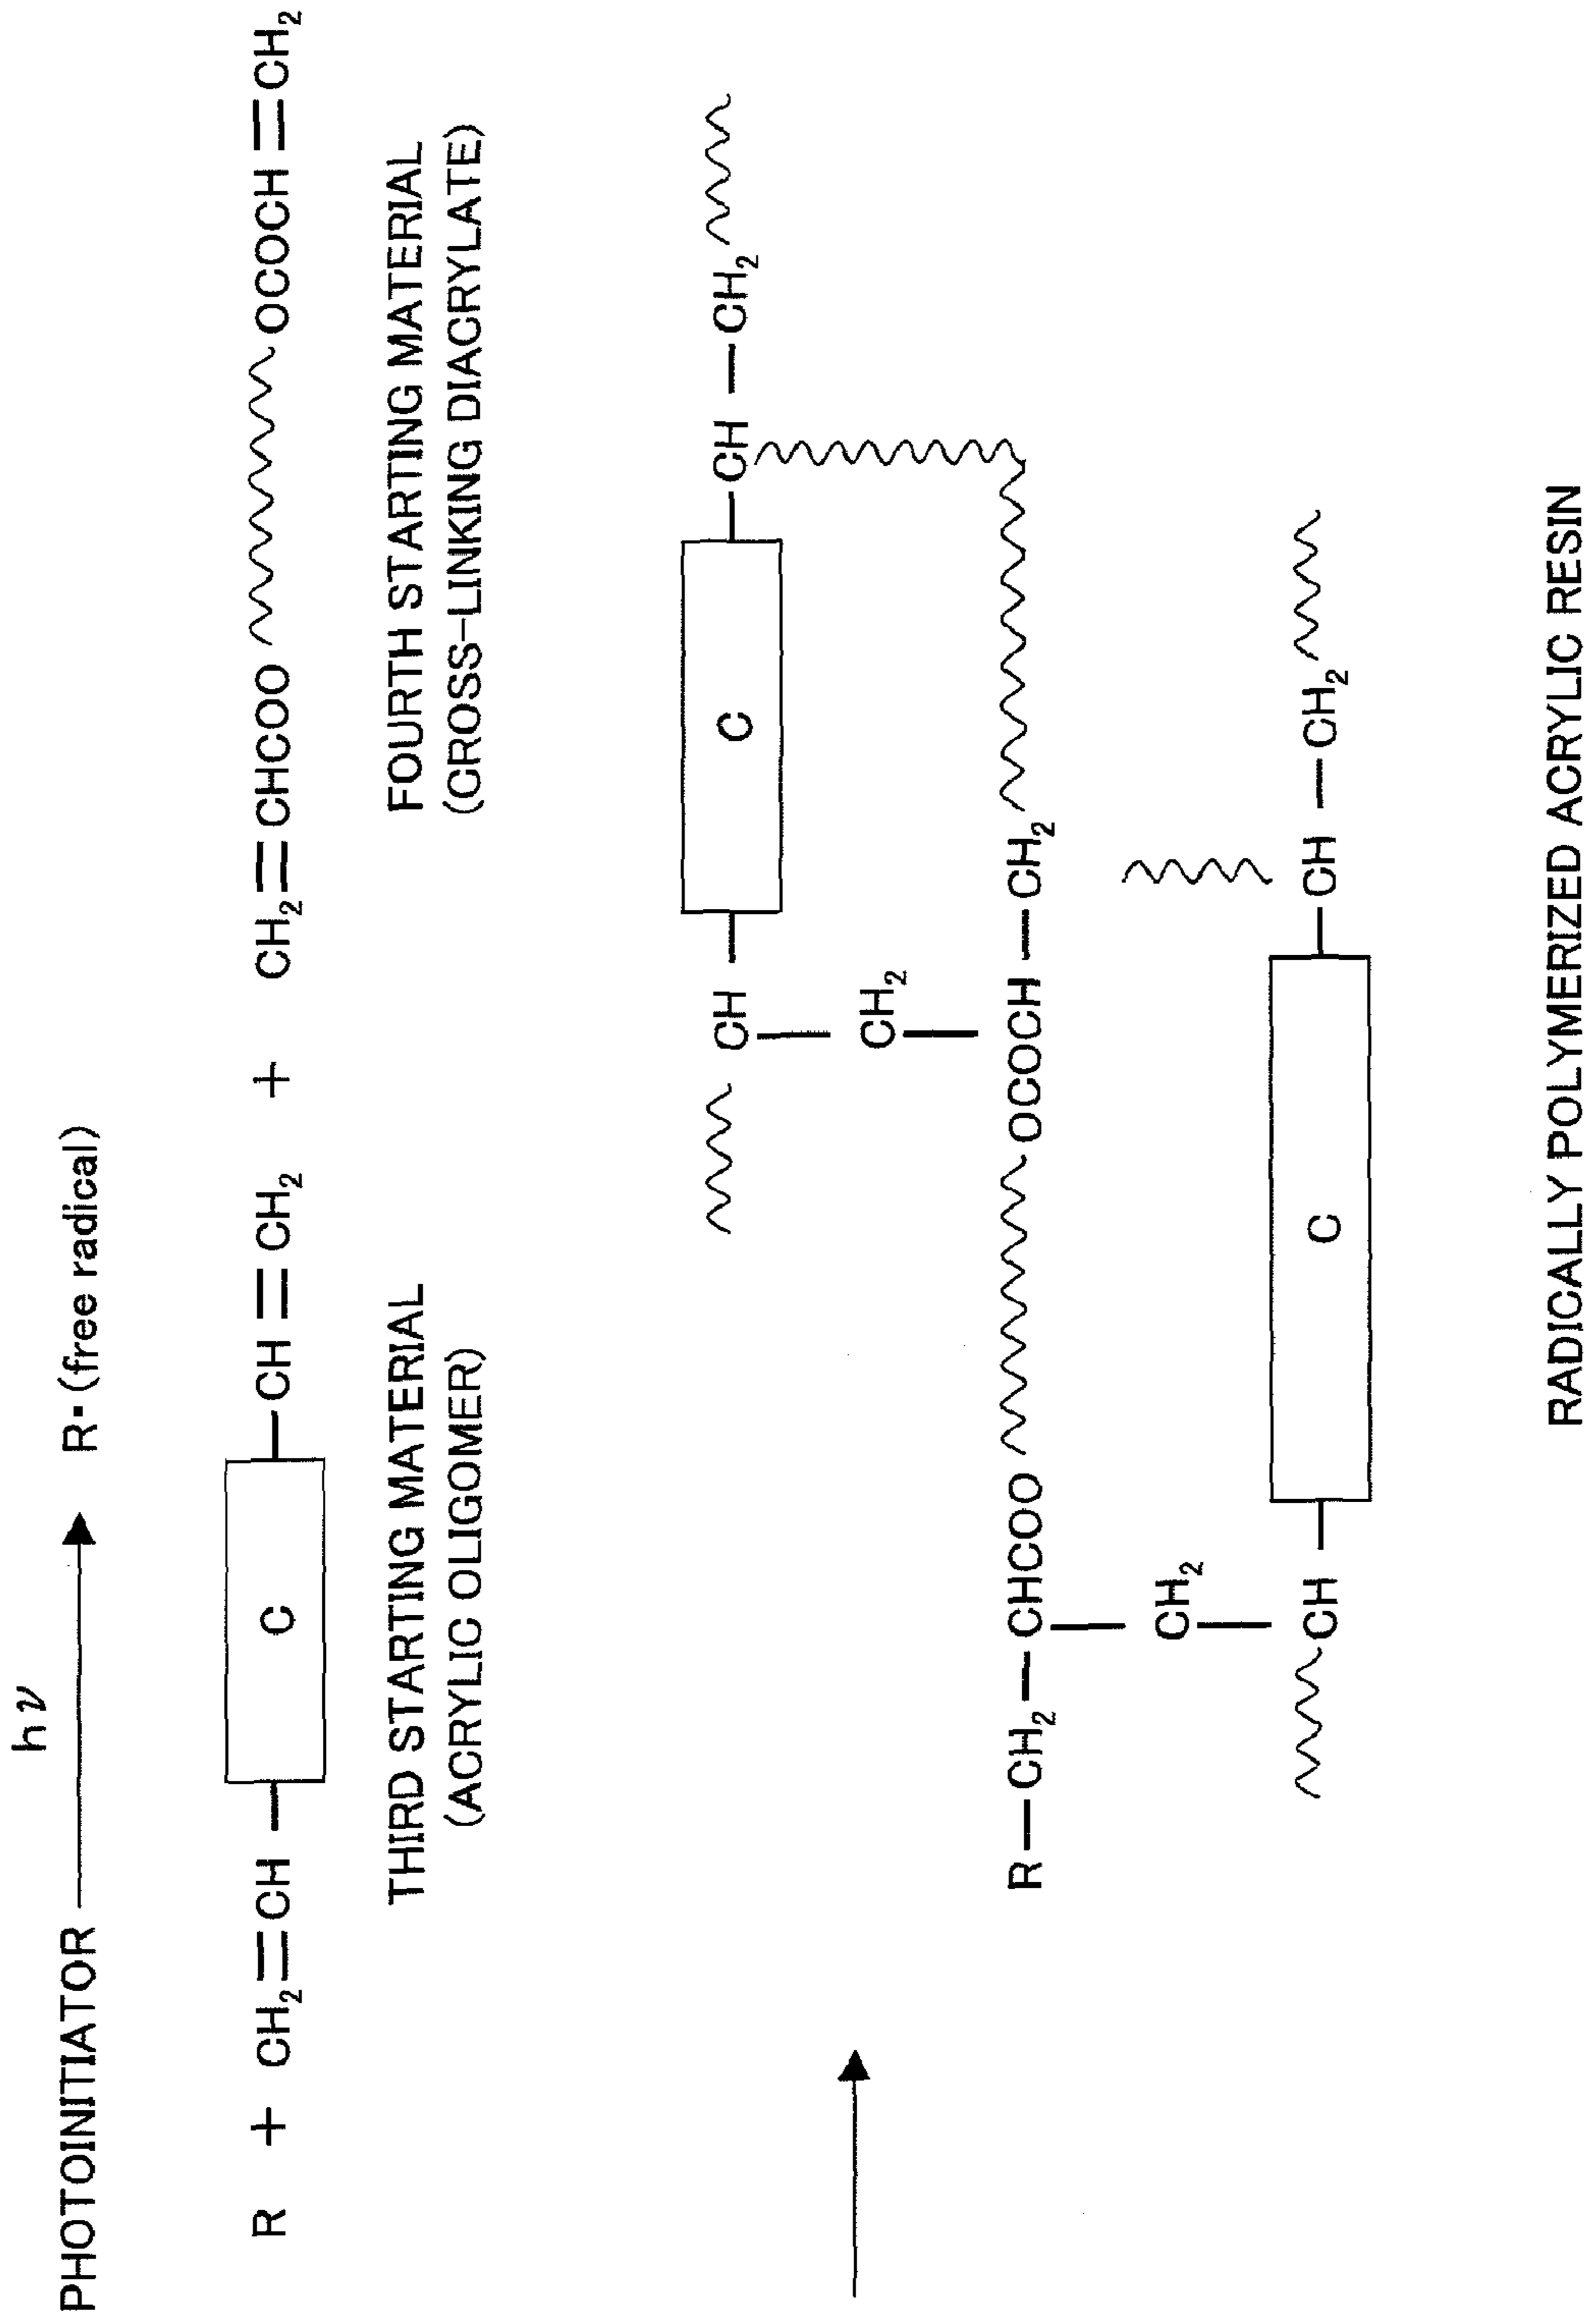 hν
PHOTOINITIATOR ⟶ R• (free radical)
R + CH₂=CH — C — CH=CH₂ + CH₂=CHCOO OCOCH=CH₂
THIRD STARTING MATERIAL FOURTH STARTING MATERIAL
(ACRYLIC OLIGOMER) (CROSS-LINKING DIACRYLATE)
CH — C — CH — CH₂
CH₂
R—CH₂—CHCOO OCOCH—CH₂
CH₂
CH — C — CH — CH₂
RADICALLY POLYMERIZED ACRYLIC RESIN